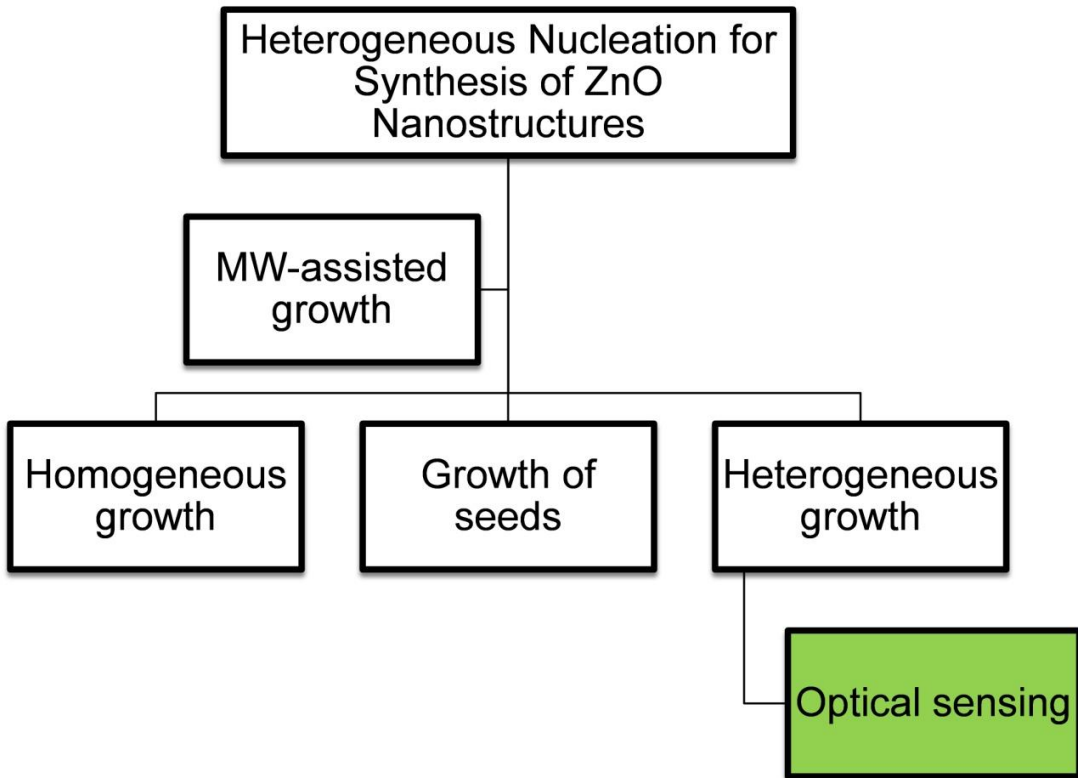 Heterogeneous Nucleation for
Synthesis of ZnO
Nanostructures
MW-assisted
growth
Homogeneous
growth
Growth of
seeds
Heterogeneous
growth
Optical sensing